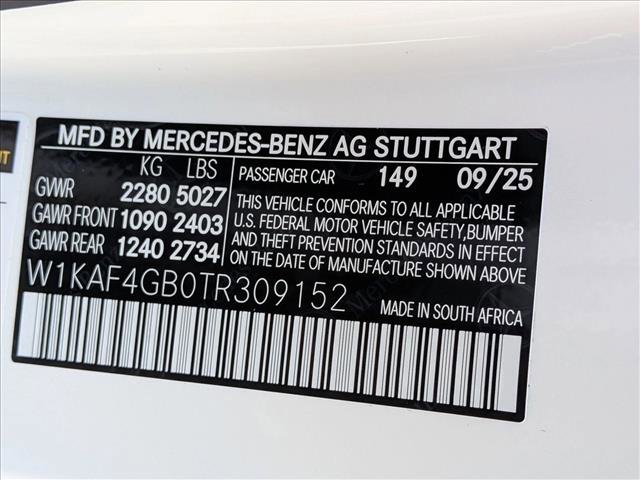 MFD BY MERCEDES-BENZ AG STUTTGART
KG LBS
GVWR 2280 5027
GAWR FRONT 1090 2403
GAWR REAR 1240 2734
PASSENGER CAR 149 09/25
THIS VEHICLE CONFORMS TO ALL APPLICABLE
U.S. FEDERAL MOTOR VEHICLE SAFETY,BUMPER
AND THEFT PREVENTION STANDARDS IN EFFECT
ON THE DATE OF MANUFACTURE SHOWN ABOVE.
W1KAF4GB0TR309152
MADE IN SOUTH AFRICA